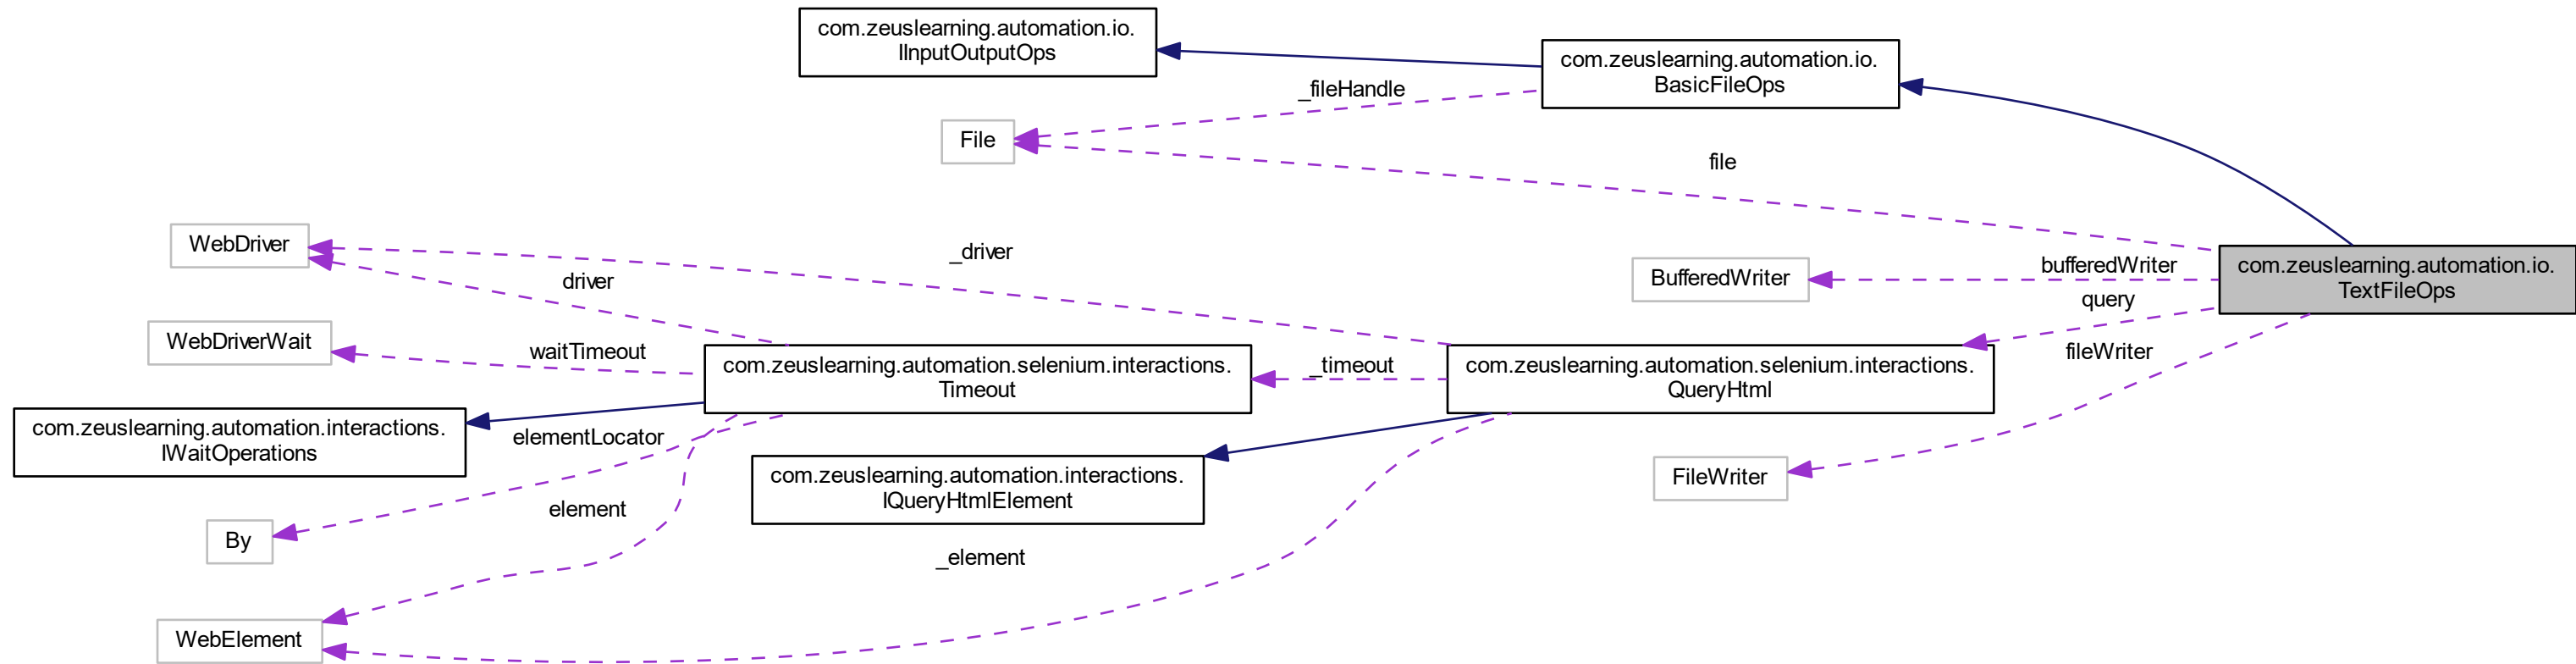 com.zeuslearning.automation.io.
IInputOutputOps
com.zeuslearning.automation.io.
BasicFileOps
_fileHandle
File
file
WebDriver
_driver
driver
BufferedWriter
bufferedWriter
com.zeuslearning.automation.io.
TextFileOps
query
WebDriverWait
waitTimeout
com.zeuslearning.automation.selenium.interactions.
Timeout
_timeout
com.zeuslearning.automation.selenium.interactions.
QueryHtml
fileWriter
com.zeuslearning.automation.interactions.
IWaitOperations
elementLocator
com.zeuslearning.automation.interactions.
IQueryHtmlElement
FileWriter
element
By
_element
WebElement